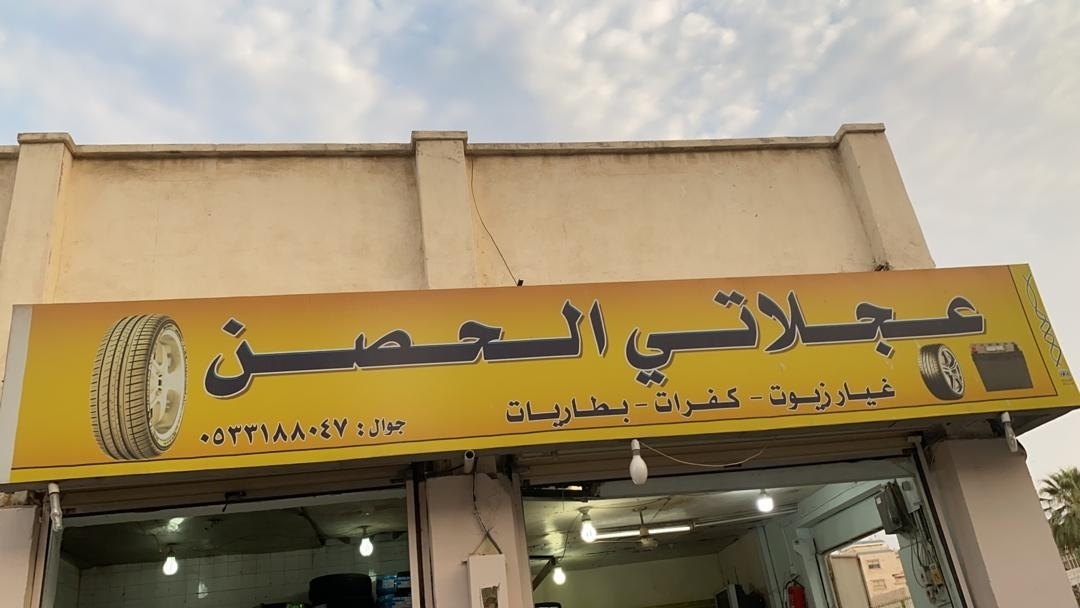 عجلاتي الحصن
غيار زيوت - كفرات - بطاريات
جوال : ٠٥٣٣١٨٨٠٤٧